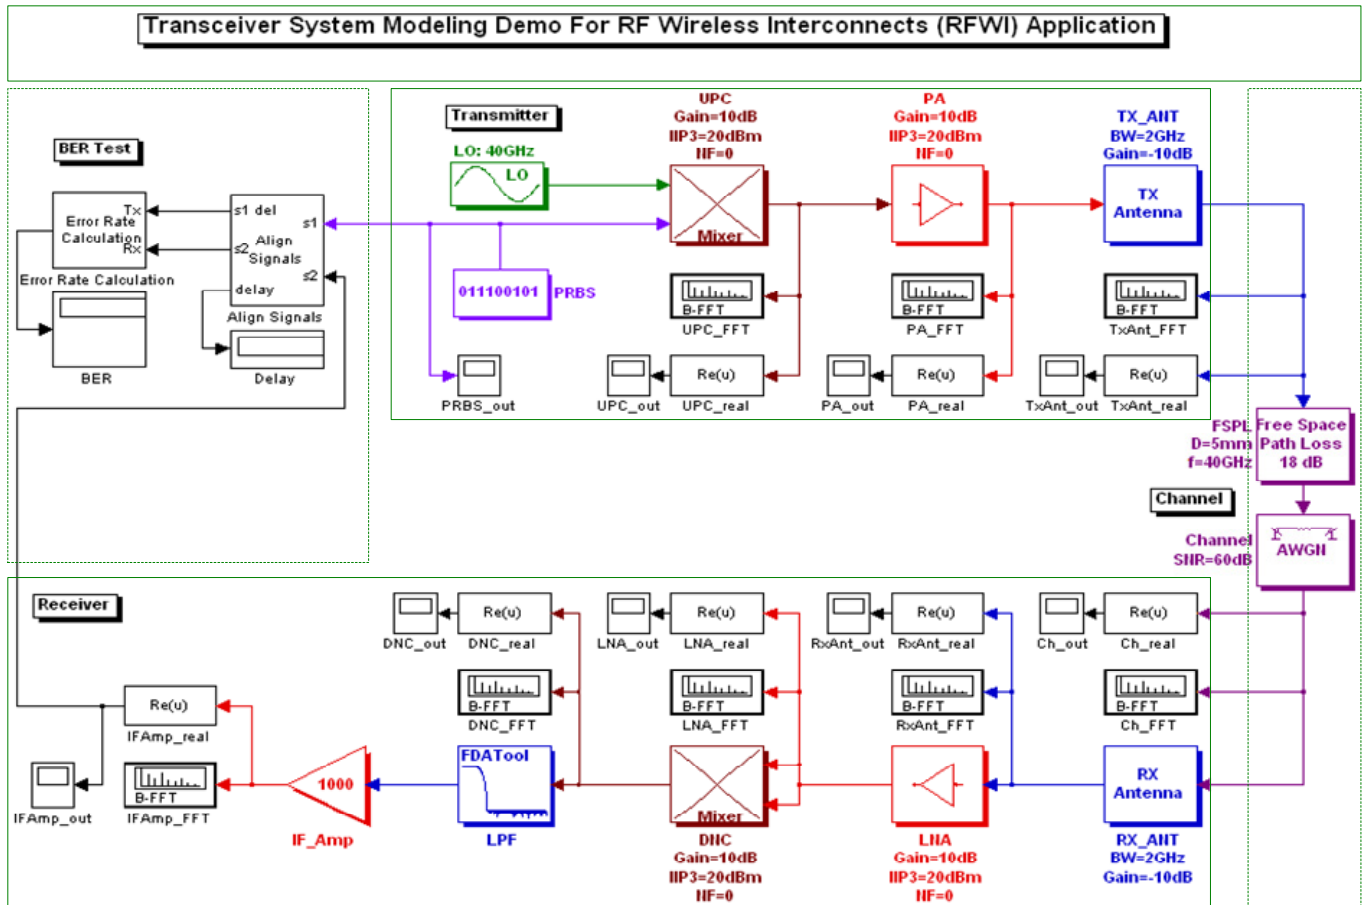 Transceiver System Modeling Demo For RF Wireless Interconnects (RFWI) Application
BER Test
Tx
Error Rate
Calculation
Rx
Error Rate Calculation
s1 del
s1
Align
s2
Signals
s2
delay
Align Signals
BER
Delay
Transmitter
LO: 40GHz
LO
011100101
PRBS
PRBS_out
UPC
Gain=10dB
IIP3=20dBm
NF=0
Mixer
B-FFT
UPC_FFT
Re(u)
UPC_out
UPC_real
PA
Gain=10dB
IIP3=20dBm
NF=0
B-FFT
PA_FFT
Re(u)
PA_out
PA_real
TX_ANT
BW=2GHz
Gain=-10dB
TX
Antenna
B-FFT
TxAnt_FFT
Re(u)
TxAnt_out
TxAnt_real
FSPL
D=5mm
f=40GHz
Free Space
Path Loss
18 dB
Channel
Channel
SNR=60dB
AWGN
Receiver
Re(u)
DNC_out
DNC_real
B-FFT
DNC_FFT
Re(u)
LNA_out
LNA_real
B-FFT
LNA_FFT
Re(u)
RxAnt_out
RxAnt_real
B-FFT
RxAnt_FFT
Re(u)
Ch_out
Ch_real
B-FFT
Ch_FFT
Re(u)
IFAmp_real
B-FFT
IFAmp_out
IFAmp_FFT
1000
IF_Amp
FDATool
LPF
Mixer
DNC
Gain=10dB
IIP3=20dBm
NF=0
LNA
Gain=10dB
IIP3=20dBm
NF=0
RX
Antenna
RX_ANT
BW=2GHz
Gain=-10dB